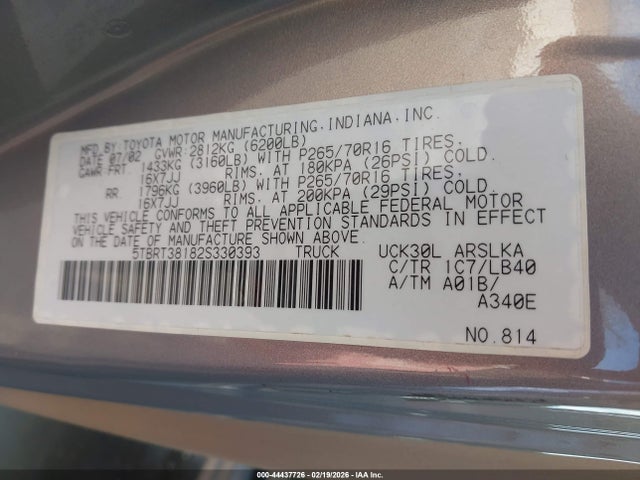 MFD.BY:TOYOTA MOTOR MANUFACTURING,INDIANA,INC.
DATE 07/02 GVWR:2812KG (6200LB)
GAWR FRT. 1433KG (3160LB) WITH P265/70R16 TIRES.
16X7JJ RIMS. AT 180KPA (26PSI) COLD.
RR. 1796KG (3960LB) WITH P265/70R16 TIRES.
16X7JJ RIMS. AT 200KPA (29PSI) COLD.
THIS VEHICLE CONFORMS TO ALL APPLICABLE FEDERAL MOTOR
VEHICLE SAFETY AND THEFT PREVENTION STANDARDS IN EFFECT
ON THE DATE OF MANUFACTURE SHOWN ABOVE.
5TBRT38182S330393 TRUCK UCK30L ARSLKA
C/TR 1C7/LB40
A/TM A01B/
A340E
NO.814
000-44437726 - 02/19/2026 - IAA Inc.